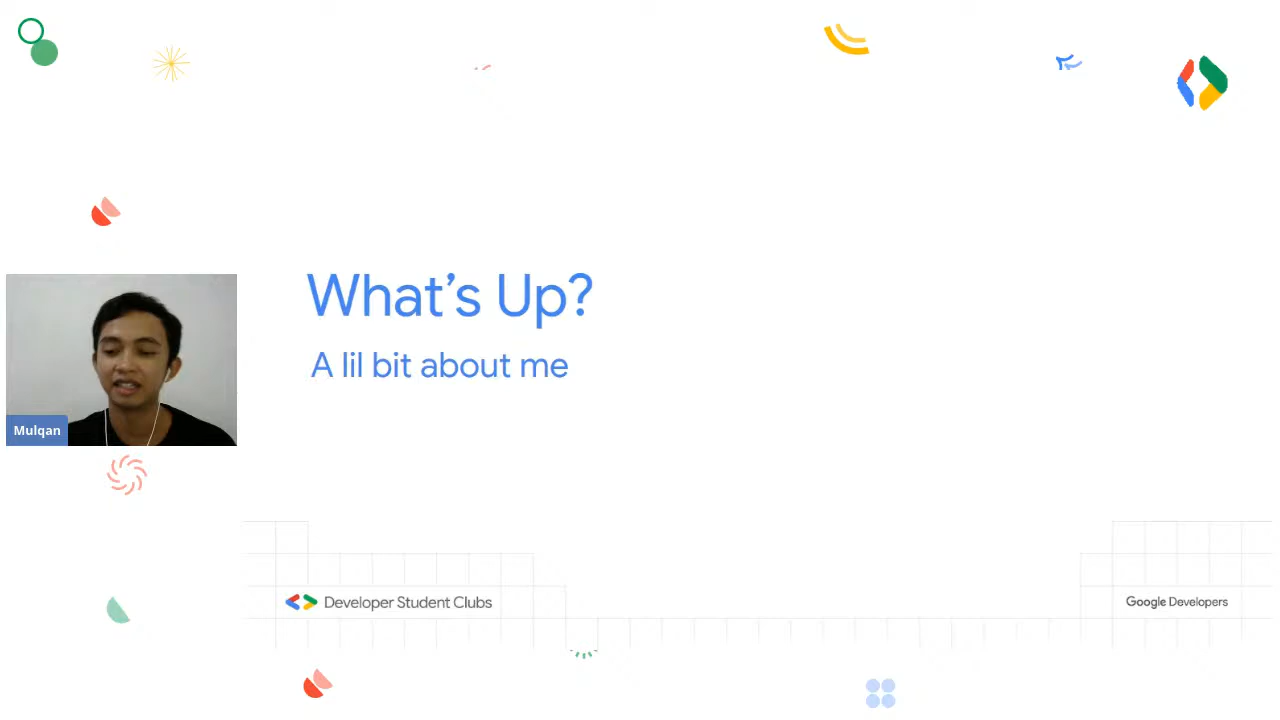 What's Up?
A lil bit about me
Mulqan
Developer Student Clubs
Google Developers